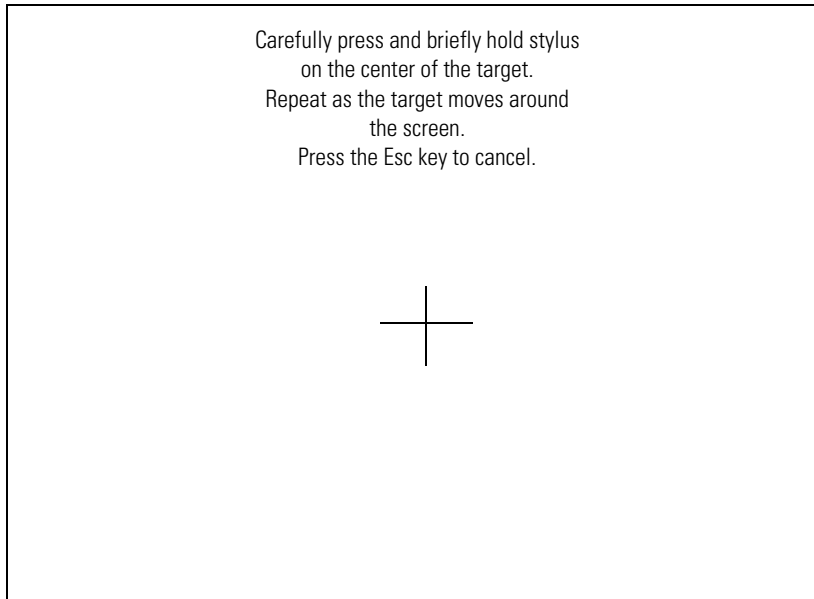 Carefully press and briefly hold stylus
on the center of the target.
Repeat as the target moves around
the screen.
Press the Esc key to cancel.